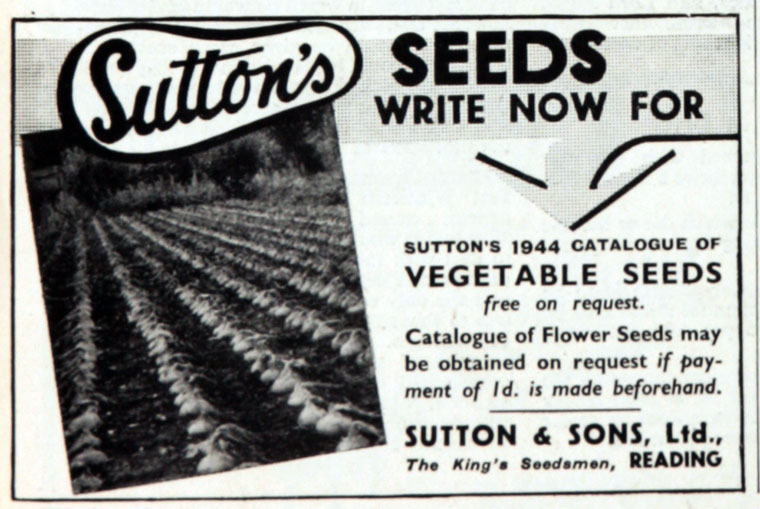 Sutton's
SEEDS
WRITE NOW FOR
SUTTON'S 1944 CATALOGUE OF
VEGETABLE SEEDS
free on request.
Catalogue of Flower Seeds may
be obtained on request if pay-
ment of 1d. is made beforehand.
SUTTON & SONS, Ltd.,
The King's Seedsmen, READING